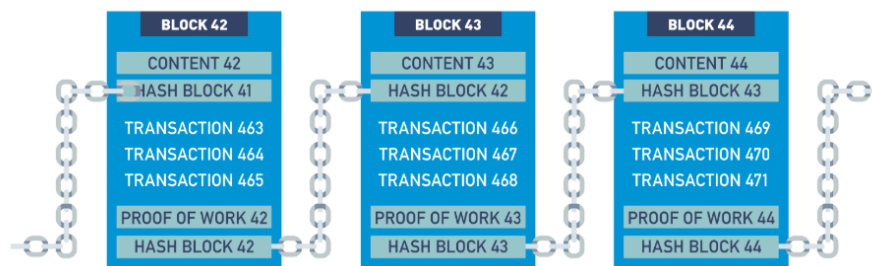 BLOCK 42
CONTENT 42
HASH BLOCK 41
TRANSACTION 463
TRANSACTION 464
TRANSACTION 465
PROOF OF WORK 42
HASH BLOCK 42
BLOCK 43
CONTENT 43
HASH BLOCK 42
TRANSACTION 466
TRANSACTION 467
TRANSACTION 468
PROOF OF WORK 43
HASH BLOCK 43
BLOCK 44
CONTENT 44
HASH BLOCK 43
TRANSACTION 469
TRANSACTION 470
TRANSACTION 471
PROOF OF WORK 44
HASH BLOCK 44